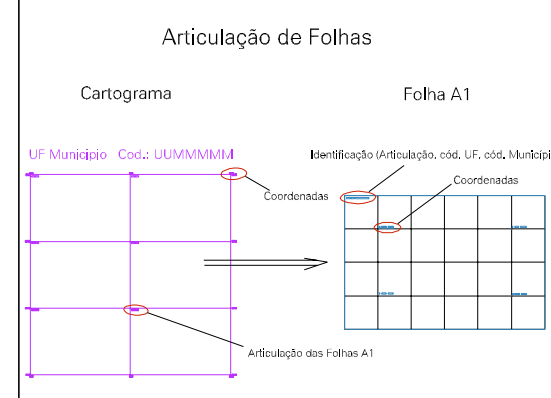 Articulação de Folhas
Cartograma
Folha A1
UF Municipio Cod.: UUMMMMM
Identificação (Articulação, cód. UF, cód. Municípi
Coordenadas
Coordenadas
Articulação das Folhas A1